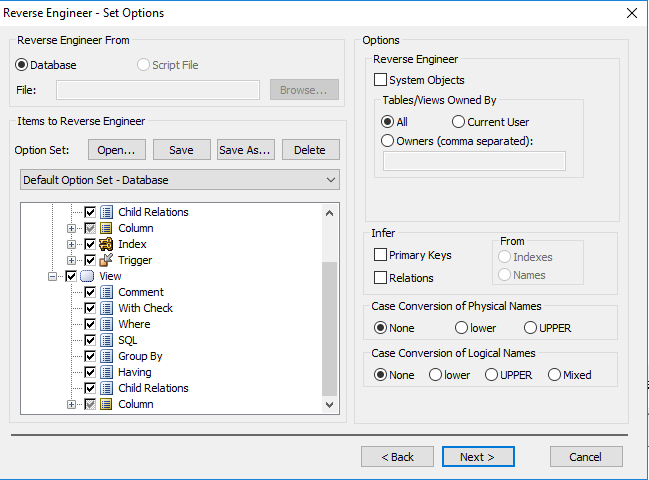 Reverse Engineer - Set Options
Reverse Engineer From
Database
Script File
File:
Browse...
Items to Reverse Engineer
Option Set:
Open...
Save
Save As...
Delete
Default Option Set - Database
Child Relations
Column
Index
Trigger
View
Comment
With Check
Where
SQL
Group By
Having
Child Relations
Column
Options
Reverse Engineer
System Objects
Tables/Views Owned By
All
Current User
Owners (comma separated):
Infer
Primary Keys
Relations
From
Indexes
Names
Case Conversion of Physical Names
None
lower
UPPER
Case Conversion of Logical Names
None
lower
UPPER
Mixed
< Back
Next >
Cancel